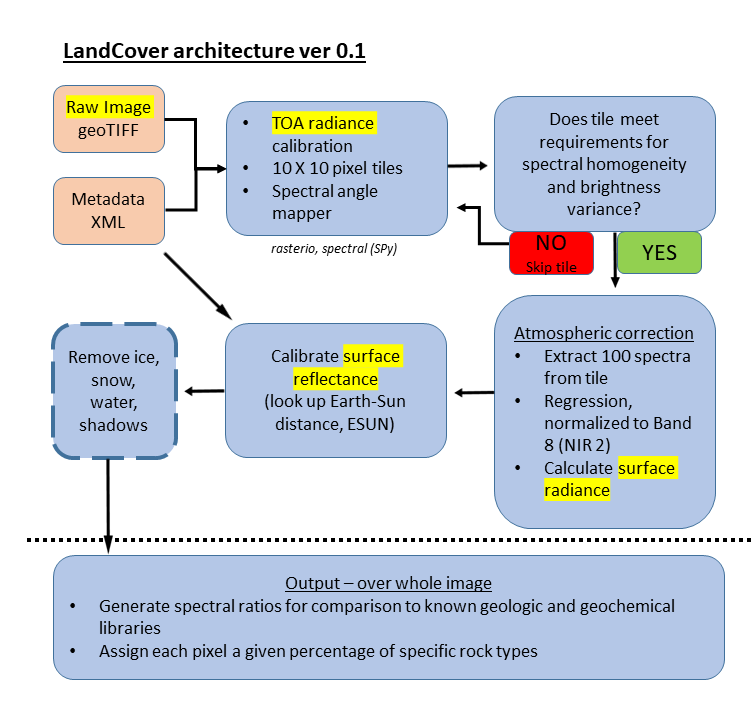 LandCover architecture ver 0.1
Raw Image
geoTIFF
Metadata
XML
• TOA radiance
calibration
• 10 X 10 pixel tiles
• Spectral angle
mapper
rasterio, spectral (SPy)
Does tile meet
requirements for
spectral homogeneity
and brightness
variance?
NO
Skip tile
YES
Atmospheric correction
• Extract 100 spectra
from tile
• Regression,
normalized to Band
8 (NIR 2)
• Calculate surface
radiance
Calibrate surface
reflectance
(look up Earth-Sun
distance, ESUN)
Remove ice,
snow,
water,
shadows
Output – over whole image
• Generate spectral ratios for comparison to known geologic and geochemical
libraries
• Assign each pixel a given percentage of specific rock types